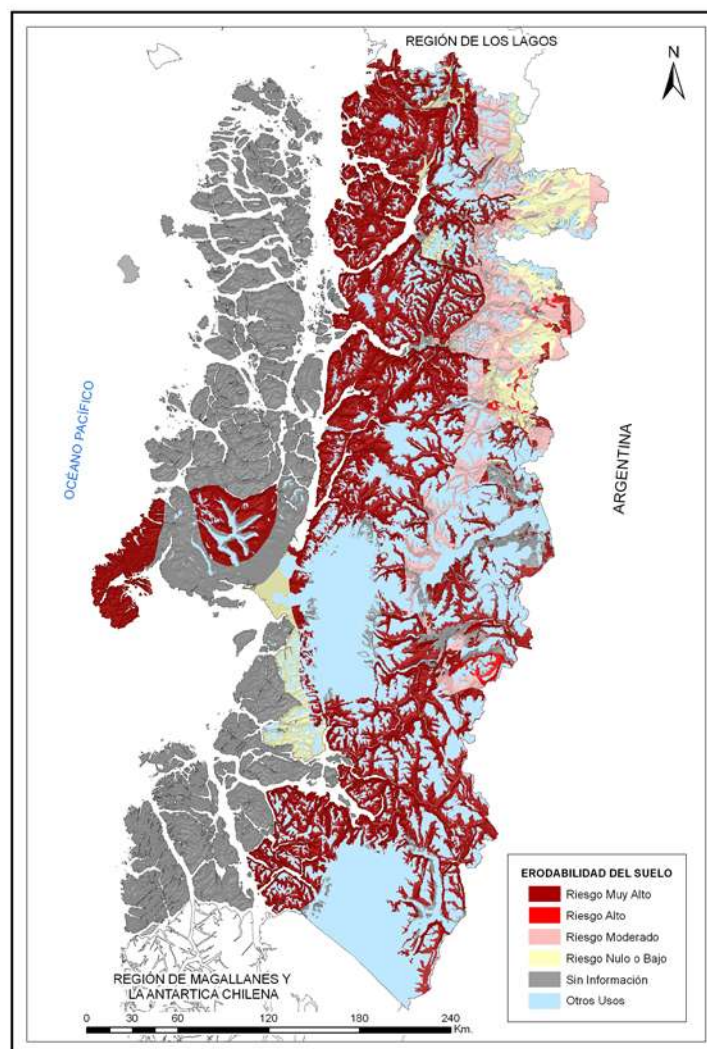 REGIÓN DE LOS LAGOS
N
OCÉANO PACÍFICO
ARGENTINA
ERODABILIDAD DEL SUELO
Riesgo Muy Alto
Riesgo Alto
Riesgo Moderado
Riesgo Nulo o Bajo
Sin Información
Otros Usos
REGIÓN DE MAGALLANES Y
LA ANTARTICA CHILENA
0 30 60 120 180 240
Km.